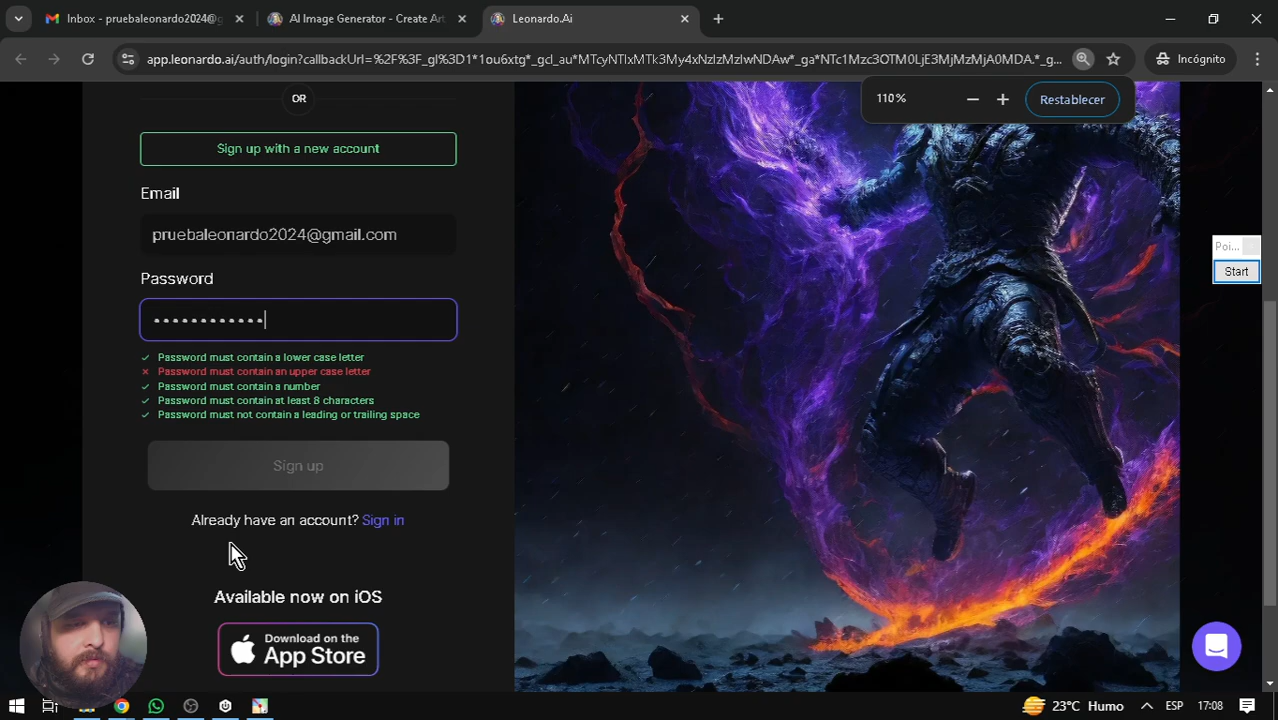 Inbox - pruebaleonardo2024@g
AI Image Generator - Create Art
Leonardo.Ai
app.leonardo.ai/auth/login?callbackUrl=%2F%3F_gl%3D1*1ou6xtg*_gcl_au*MTcyNTIxMTk3My4xNzIzMzIwNDAw*_ga*NTc1Mzc3OTM0LjE3MjMzMjA0MDA.*_g...
Incógnito
110%
Restablecer
OR
Sign up with a new account
Email
pruebaleonardo2024@gmail.com
Password
Password must contain a lower case letter
Password must contain an upper case letter
Password must contain a number
Password must contain at least 8 characters
Password must not contain a leading or trailing space
Sign up
Already have an account? Sign in
Available now on iOS
Download on the
App Store
Poi...
Start
23°C Humo
ESP
17:08